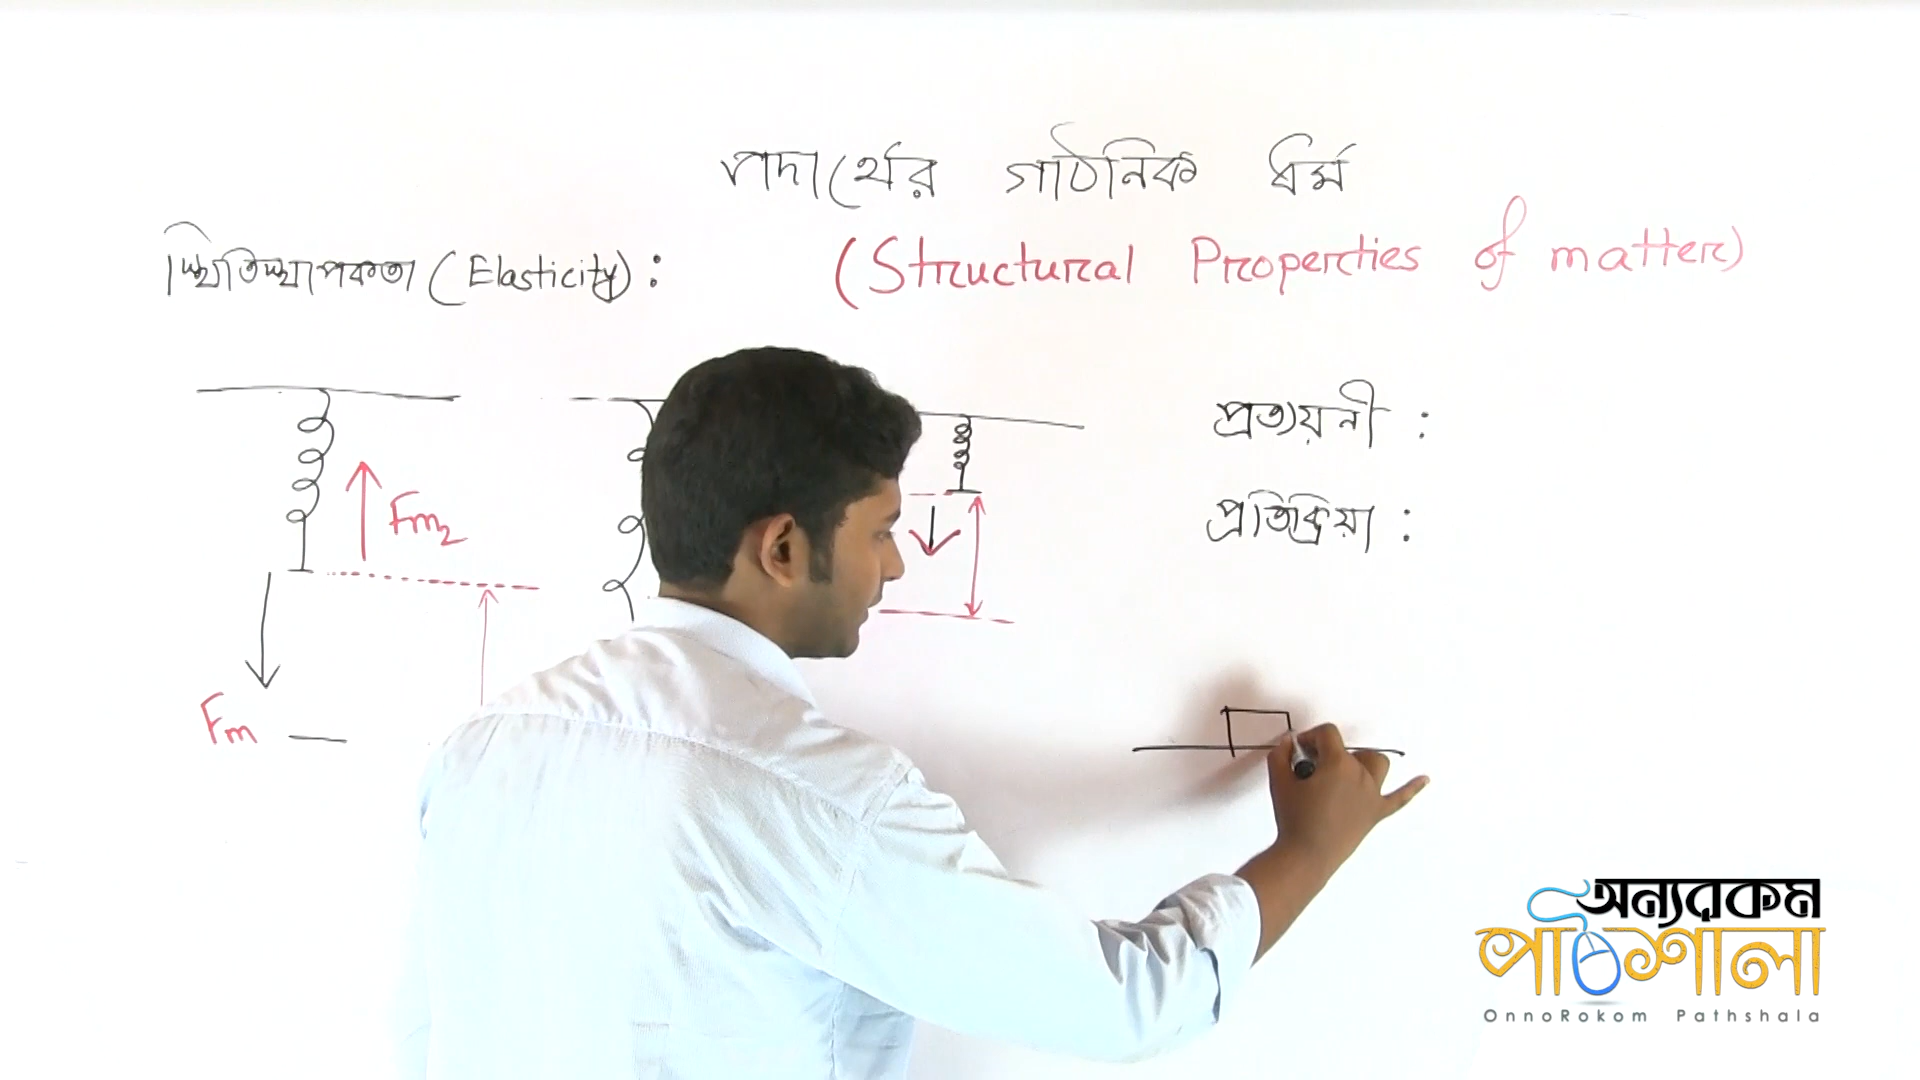 পদার্থের গাঠনিক ধর্ম
(Structural Properties of matter)
স্থিতিস্থাপকতা (Elasticity) :
প্রত্যয়নী :
প্রতিক্রিয়া :
Fm2
Fm
অন্যরকম
পাঠশালা
OnnoRokom Pathshala